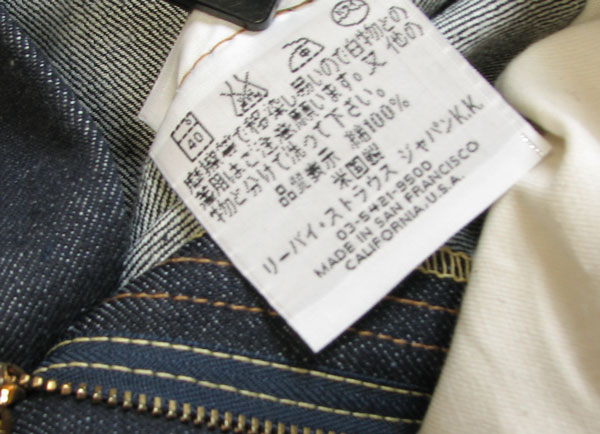 40
摩擦等で移染し易いので白物との
着用はご注意願います。又 他の
物と分けて洗って下さい。
品質表示 綿100%
米国製
リーバイ・ストラウス ジャパンK.K.
03-5421-9500
MADE IN SAN FRANCISCO
CALIFORNIA・U.S.A.